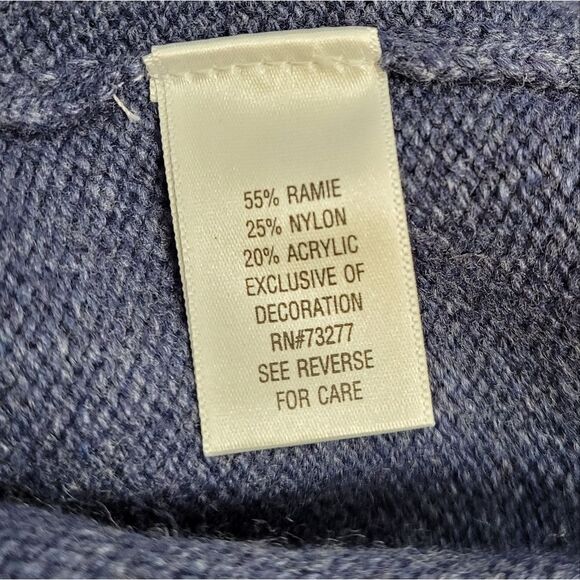 55% RAMIE
25% NYLON
20% ACRYLIC
EXCLUSIVE OF
DECORATION
RN#73277
SEE REVERSE
FOR CARE